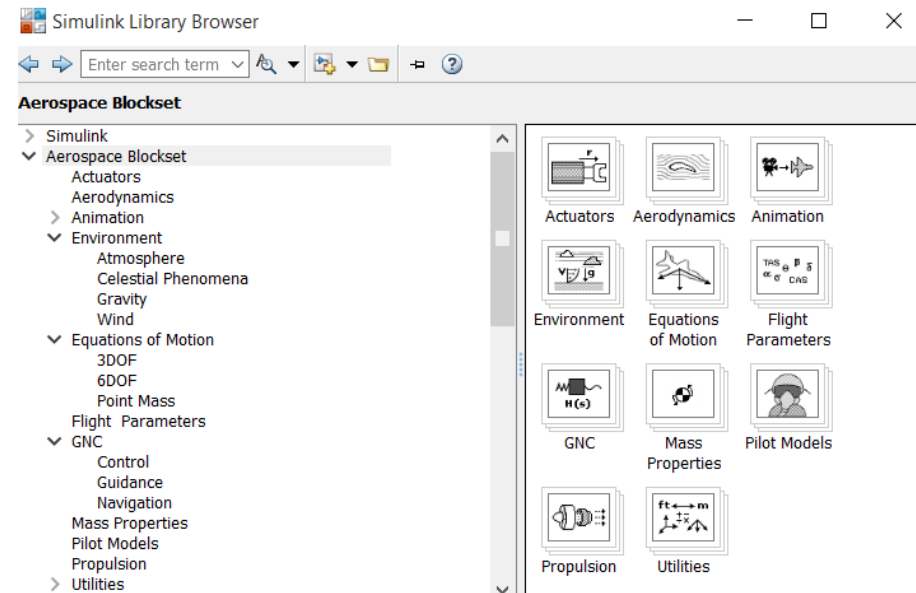 Simulink Library Browser
Enter search term
Aerospace Blockset
Simulink
Aerospace Blockset
Actuators
Aerodynamics
Animation
Environment
Atmosphere
Celestial Phenomena
Gravity
Wind
Equations of Motion
3DOF
6DOF
Point Mass
Flight Parameters
GNC
Control
Guidance
Navigation
Mass Properties
Pilot Models
Propulsion
Utilities
F
Actuators
Aerodynamics
Animation
V g
Environment
Equations
of Motion
TAS θ β δ
α σ CAS
Flight
Parameters
H(s)
GNC
Mass
Properties
Pilot Models
Propulsion
ft m
Utilities